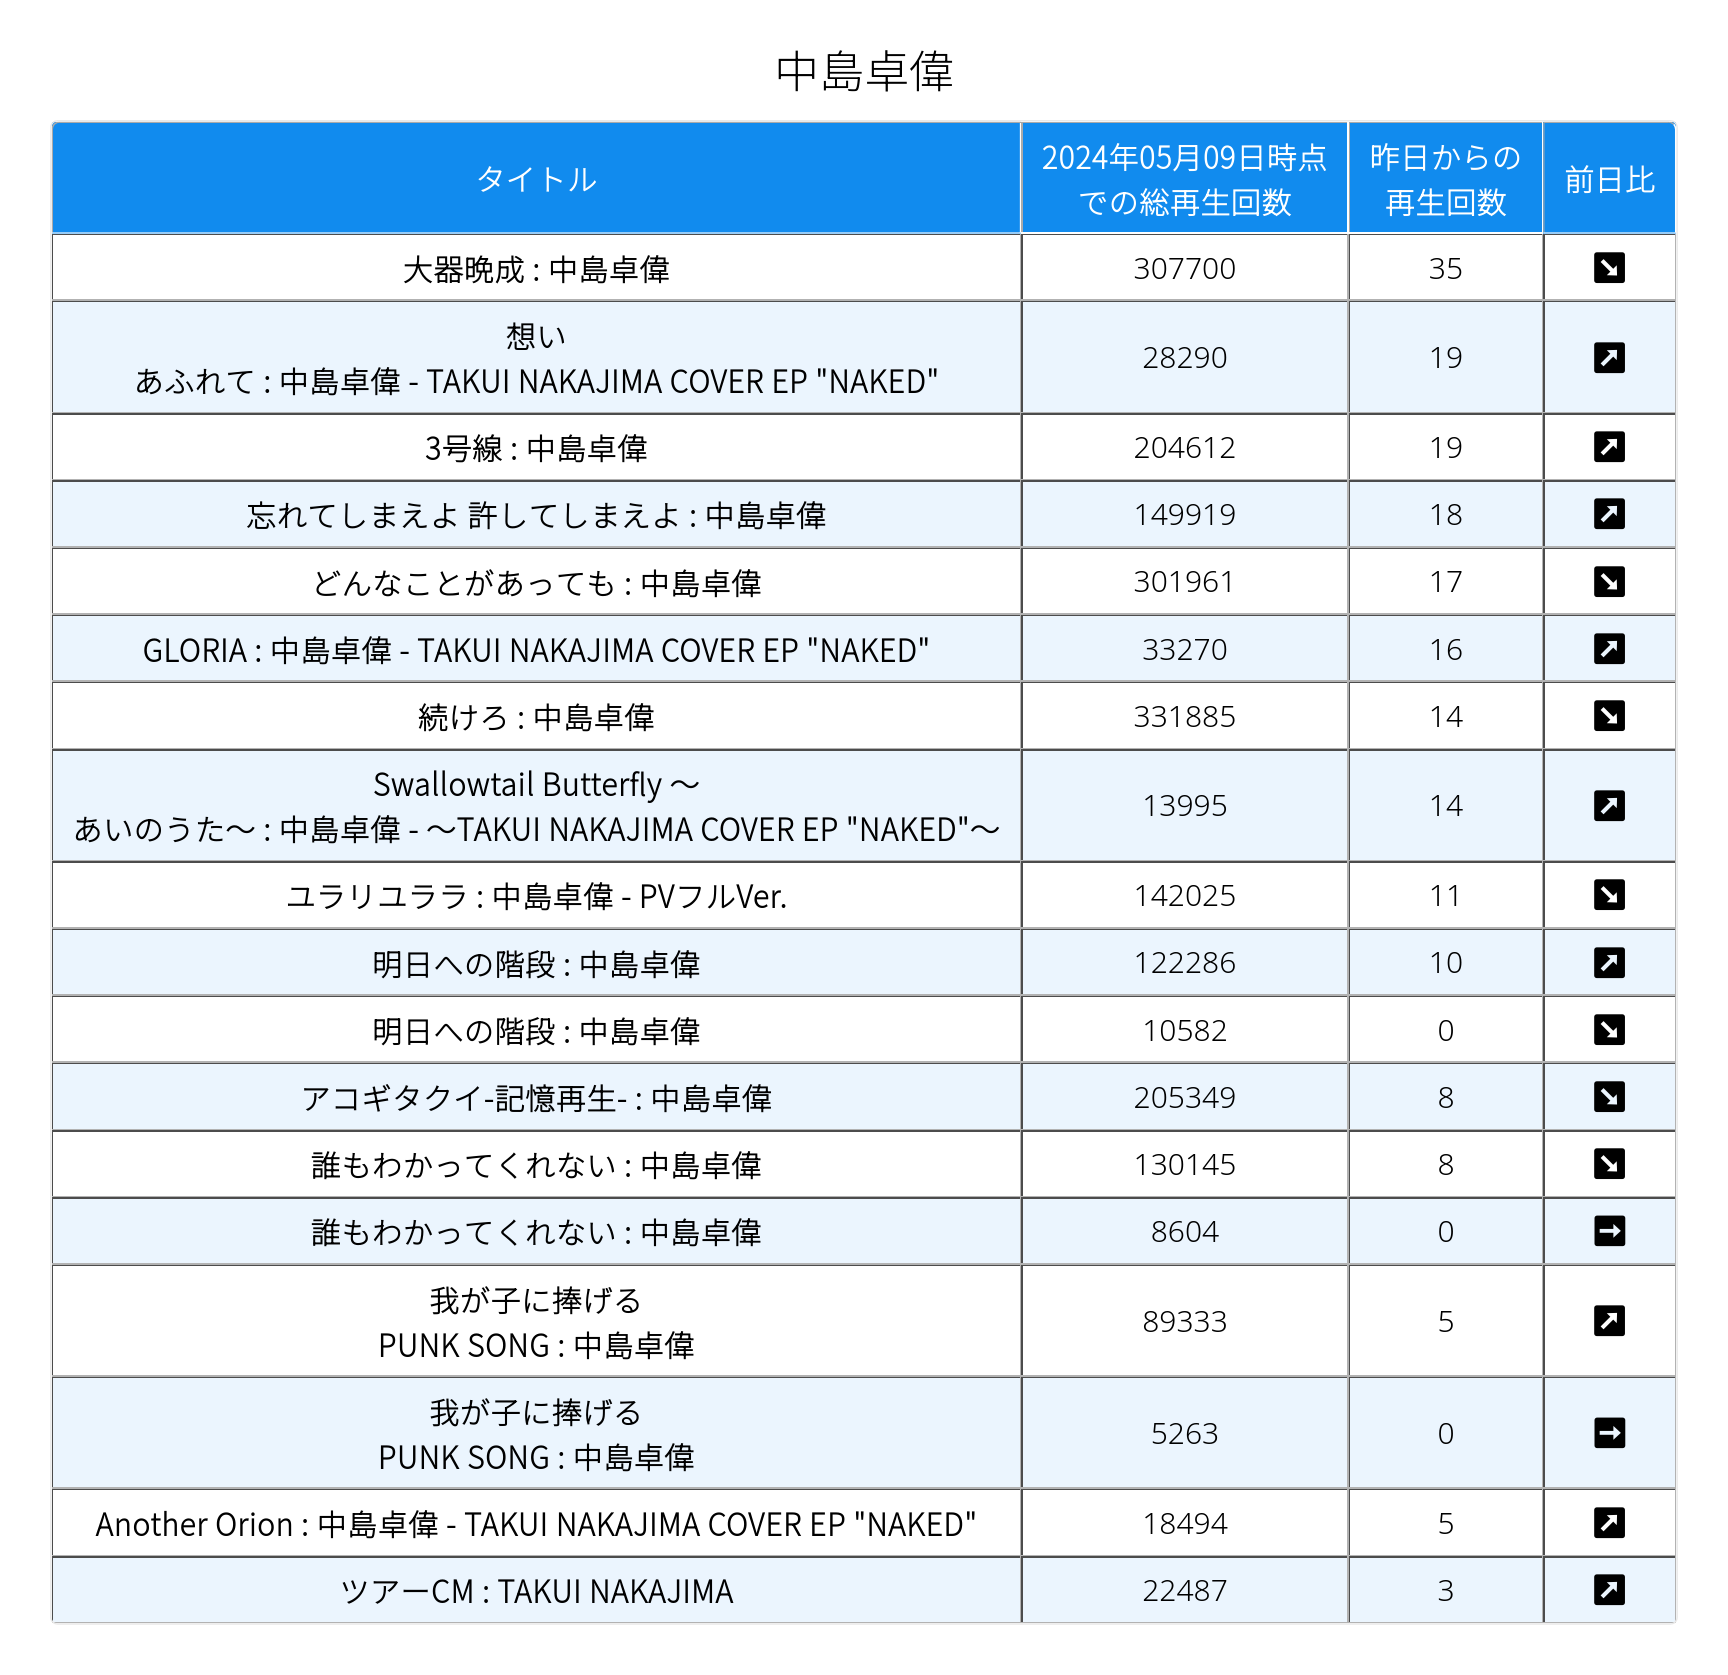 中島卓偉
タイトル
2024年05月09日時点
での総再生回数
昨日からの
再生回数
前日比
大器晩成 : 中島卓偉
307700
35
↘
想い
あふれて : 中島卓偉 - TAKUI NAKAJIMA COVER EP "NAKED"
28290
19
↗
3号線 : 中島卓偉
204612
19
↗
忘れてしまえよ 許してしまえよ : 中島卓偉
149919
18
↗
どんなことがあっても : 中島卓偉
301961
17
↘
GLORIA : 中島卓偉 - TAKUI NAKAJIMA COVER EP "NAKED"
33270
16
↗
続けろ : 中島卓偉
331885
14
↘
Swallowtail Butterfly ～
あいのうた～ : 中島卓偉 - ～TAKUI NAKAJIMA COVER EP "NAKED"～
13995
14
↗
ユラリユララ : 中島卓偉 - PVフルVer.
142025
11
↘
明日への階段 : 中島卓偉
122286
10
↗
明日への階段 : 中島卓偉
10582
0
↘
アコギタクイ-記憶再生- : 中島卓偉
205349
8
↘
誰もわかってくれない : 中島卓偉
130145
8
↘
誰もわかってくれない : 中島卓偉
8604
0
→
我が子に捧げる
PUNK SONG : 中島卓偉
89333
5
↗
我が子に捧げる
PUNK SONG : 中島卓偉
5263
0
→
Another Orion : 中島卓偉 - TAKUI NAKAJIMA COVER EP "NAKED"
18494
5
↗
ツアーCM : TAKUI NAKAJIMA
22487
3
↗